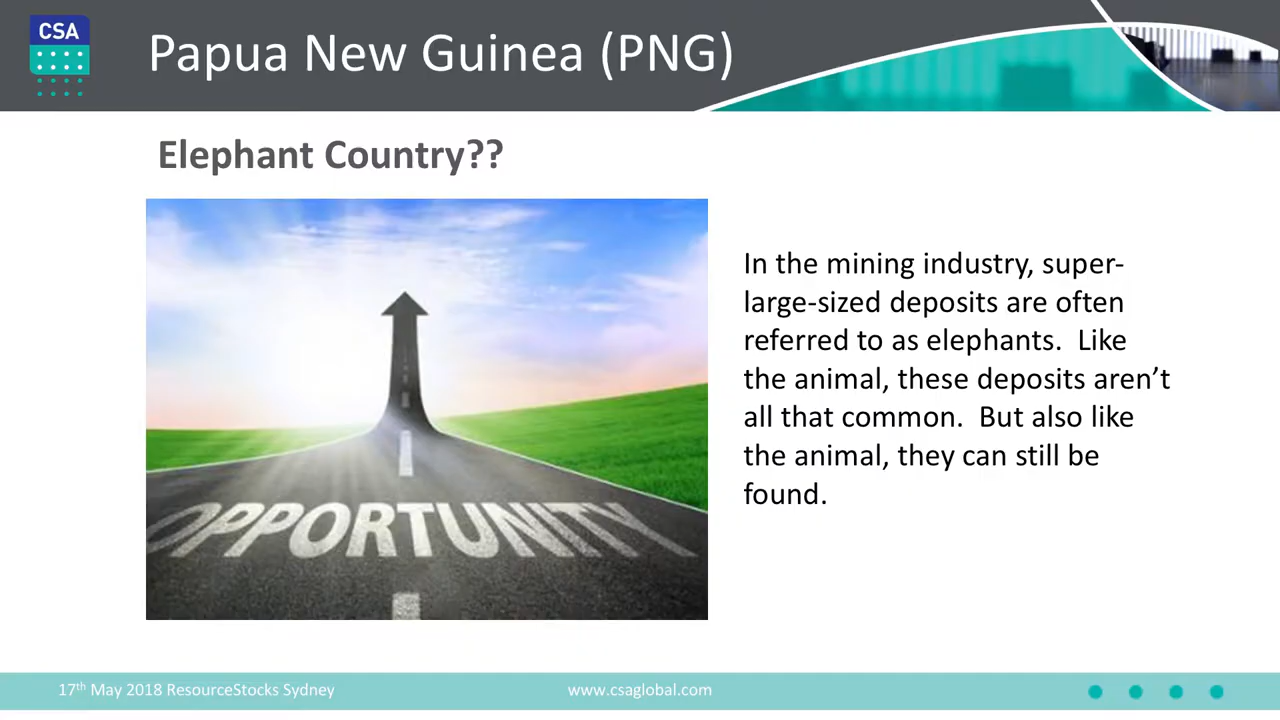 CSA
Papua New Guinea (PNG)
Elephant Country??
OPPORTUNITY
In the mining industry, super-
large-sized deposits are often
referred to as elephants.  Like
the animal, these deposits aren’t
all that common.  But also like
the animal, they can still be
found.
17th May 2018 ResourceStocks Sydney
www.csaglobal.com